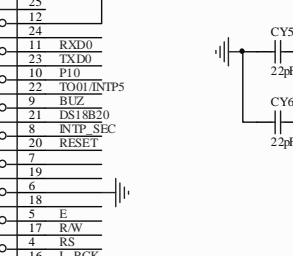 25
12
24
11 RXD0
23 TXD0
10 P10
22 TO01/INTP5
9 BUZ
21 DS18B20
8 INTP_SEC
20 RESET
7
19
6
18
5 E
17 R/W
4 RS
16
CY5
22pF
CY6
22pF